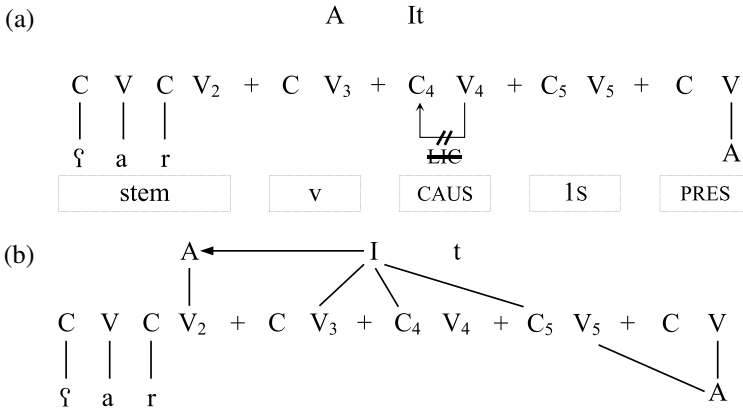 (a) A It
C V C V₂ + C V₃ + C₄ V₄ + C₅ V₅ + C V
LIC
ʕ a r A
stem v CAUS 1S PRES
(b) A I t
C V C V₂ + C V₃ + C₄ V₄ + C₅ V₅ + C V
ʕ a r A